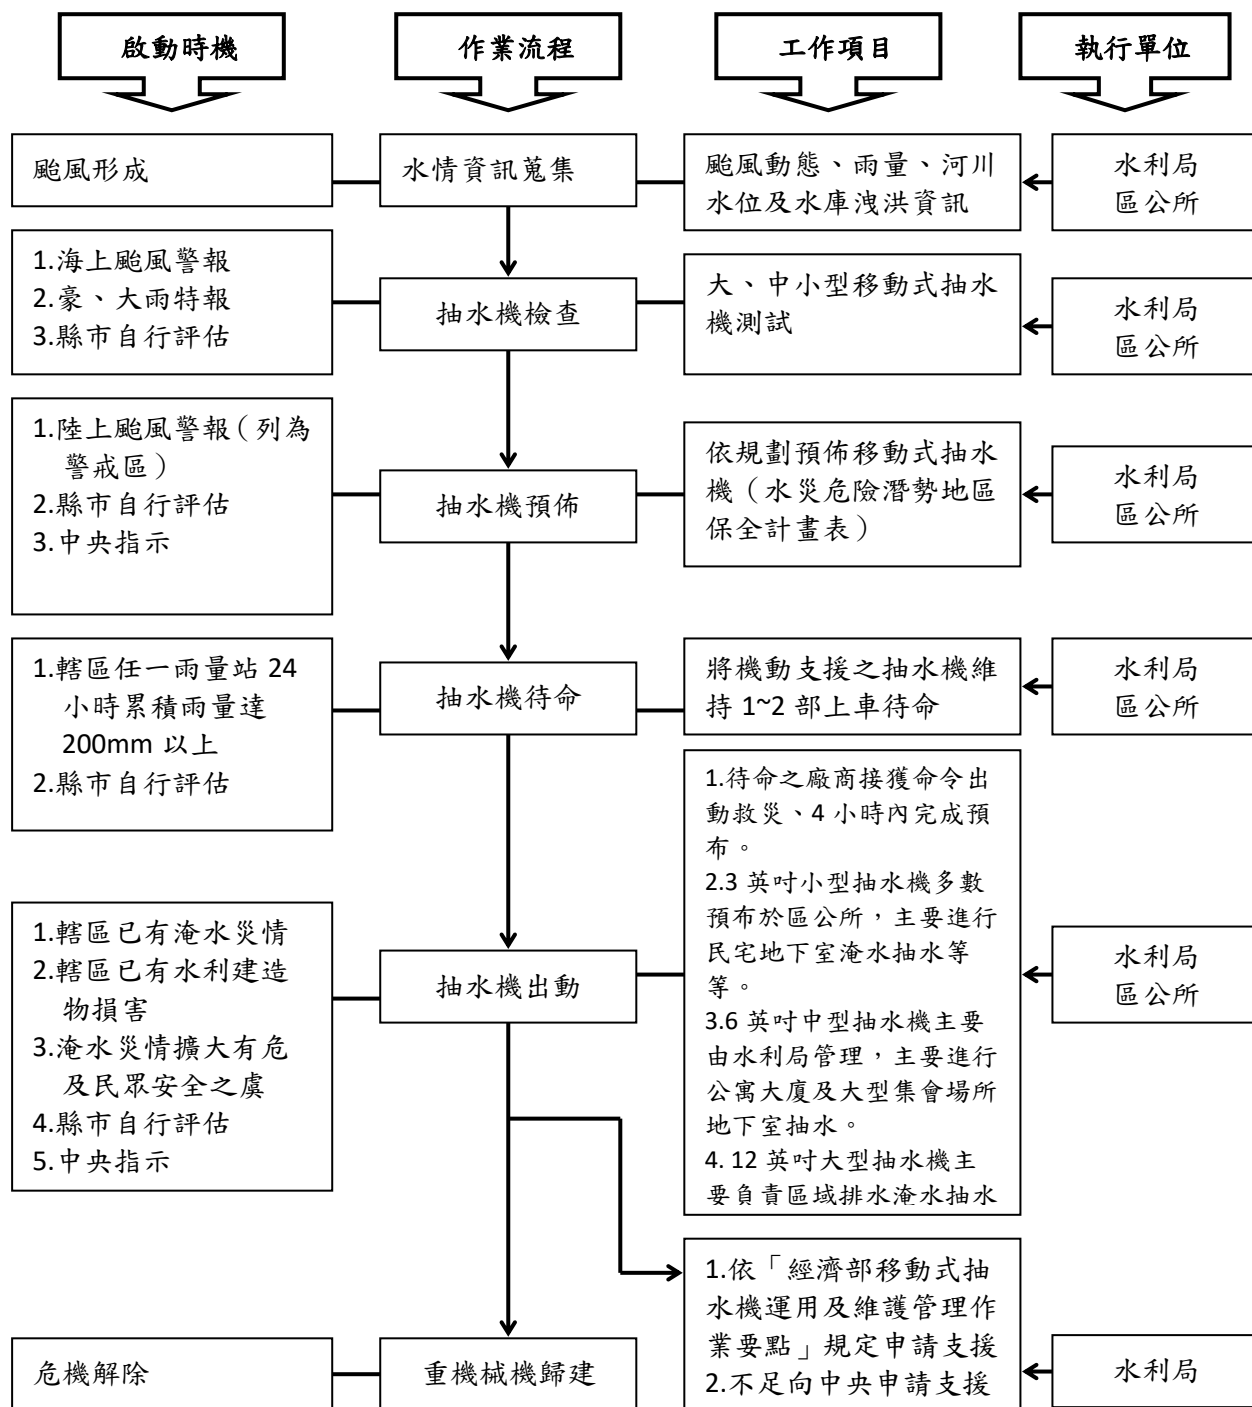 啟動時機
作業流程
工作項目
執行單位
颱風形成
水情資訊蒐集
颱風動態、雨量、河川
水位及水庫洩洪資訊
水利局
區公所
1.海上颱風警報
2.豪、大雨特報
3.縣市自行評估
抽水機檢查
大、中小型移動式抽水
機測試
水利局
區公所
1.陸上颱風警報（列為
警戒區）
2.縣市自行評估
3.中央指示
抽水機預佈
依規劃預佈移動式抽水
機（水災危險潛勢地區
保全計畫表）
水利局
區公所
1.轄區任一雨量站 24
小時累積雨量達
200mm 以上
2.縣市自行評估
抽水機待命
將機動支援之抽水機維
持 1~2 部上車待命
水利局
區公所
1.轄區已有淹水災情
2.轄區已有水利建造
物損害
3.淹水災情擴大有危
及民眾安全之虞
4.縣市自行評估
5.中央指示
抽水機出動
1.待命之廠商接獲命令出
動救災、4 小時內完成預
布。
2.3 英吋小型抽水機多數
預布於區公所，主要進行
民宅地下室淹水抽水等
等。
3.6 英吋中型抽水機主要
由水利局管理，主要進行
公寓大廈及大型集會場所
地下室抽水。
4. 12 英吋大型抽水機主
要負責區域排水淹水抽水
水利局
區公所
1.依「經濟部移動式抽
水機運用及維護管理作
業要點」規定申請支援
2.不足向中央申請支援
危機解除
重機械機歸建
水利局